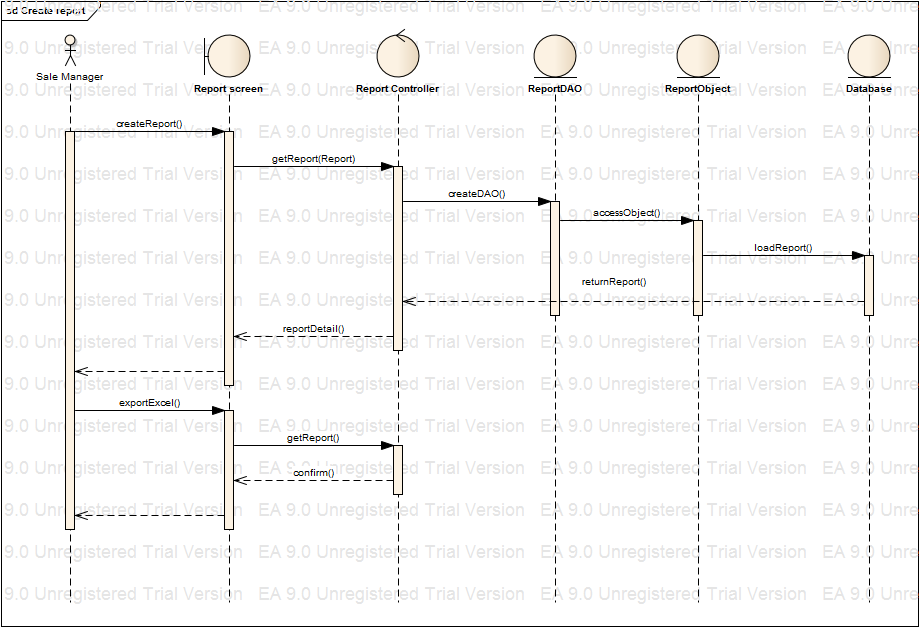 sd Create report
Sale Manager
Report screen
Report Controller
ReportDAO
ReportObject
Database
createReport()
getReport(Report)
createDAO()
accessObject()
loadReport()
returnReport()
reportDetail()
exportExcel()
getReport()
confirm()
EA 9.0 Unregistered Trial Version